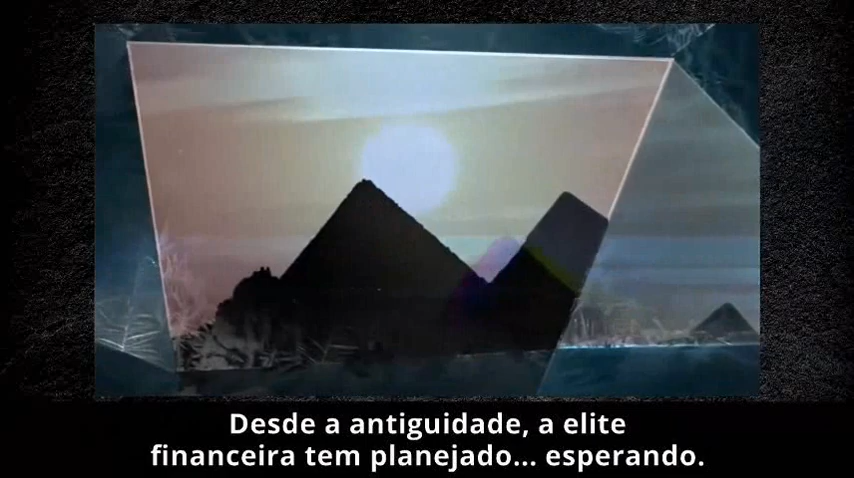 Desde a antiguidade, a elite
financeira tem planejado... esperando.